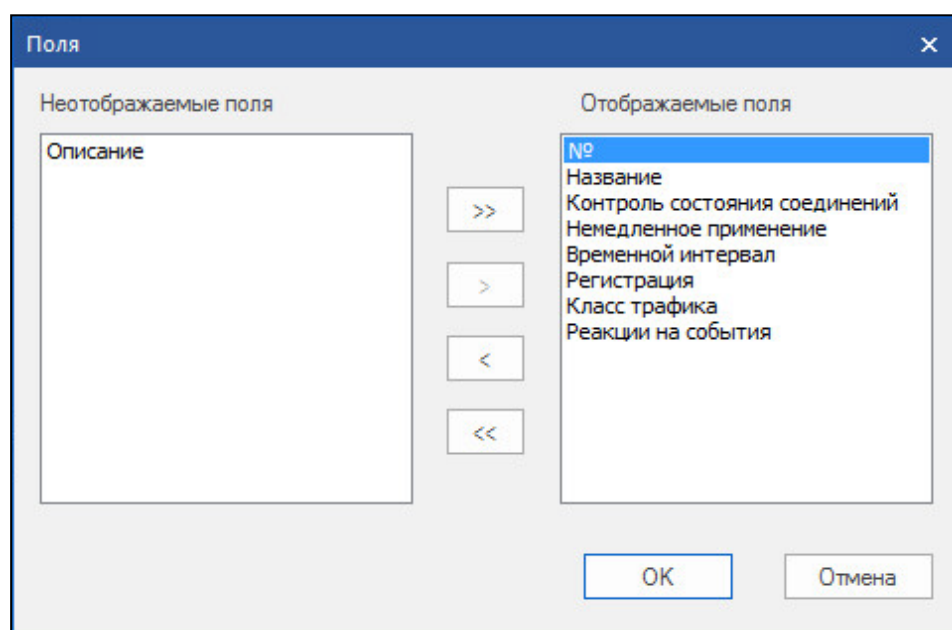 Поля
Неотображаемые поля
Отображаемые поля
Описание
№
Название
Контроль состояния соединений
Немедленное применение
Временной интервал
Регистрация
Класс трафика
Реакции на события
>>
>
<
<<
OK
Отмена